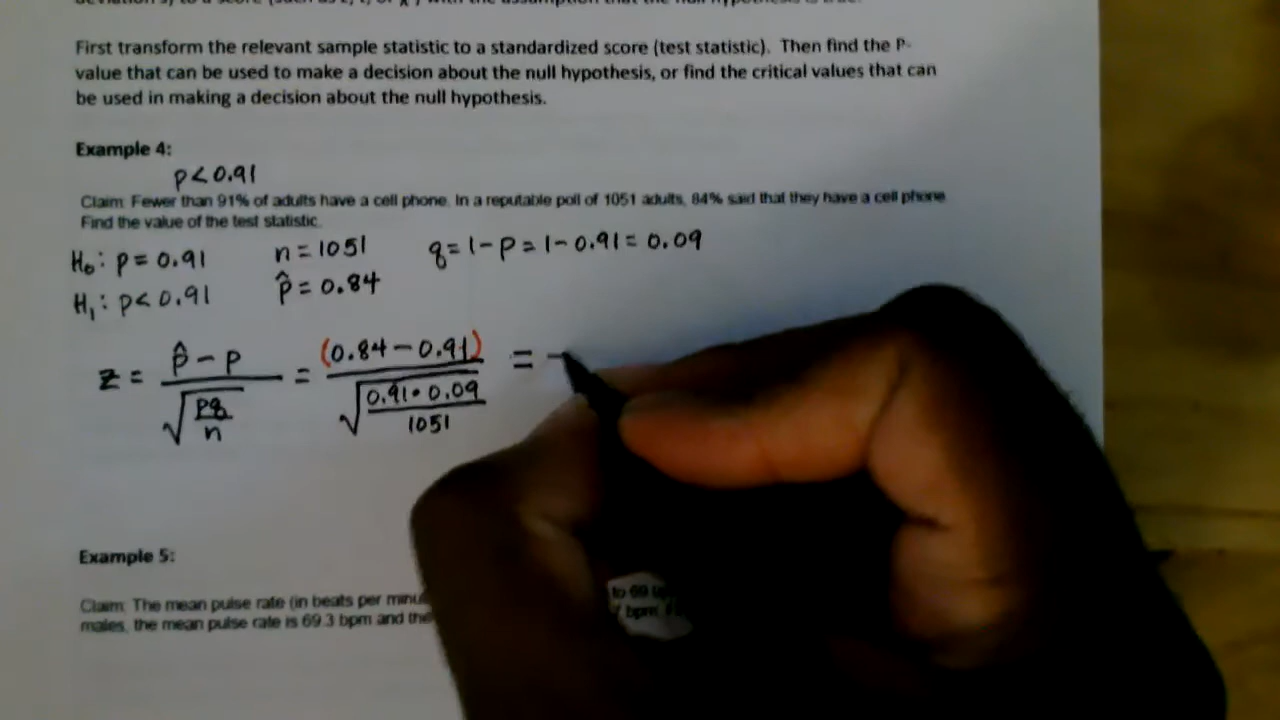 First transform the relevant sample statistic to a standardized score (test statistic). Then find the P-
value that can be used to make a decision about the null hypothesis, or find the critical values that can
be used in making a decision about the null hypothesis.
Example 4:
p < 0.91
Claim: Fewer than 91% of adults have a cell phone. In a reputable poll of 1051 adults, 84% said that they have a cell phone
Find the value of the test statistic.
H₀: p = 0.91 n = 1051 q = 1 - p = 1 - 0.91 = 0.09
H₁: p < 0.91 p̂ = 0.84
z = (p̂ - p) / √(pq/n) = (0.84 - 0.91) / √(0.91 · 0.09 / 1051) = -
Example 5:
Claim: The mean pulse rate (in beats per to 69
males, the mean pulse rate is 69.3 bpm and the bpm